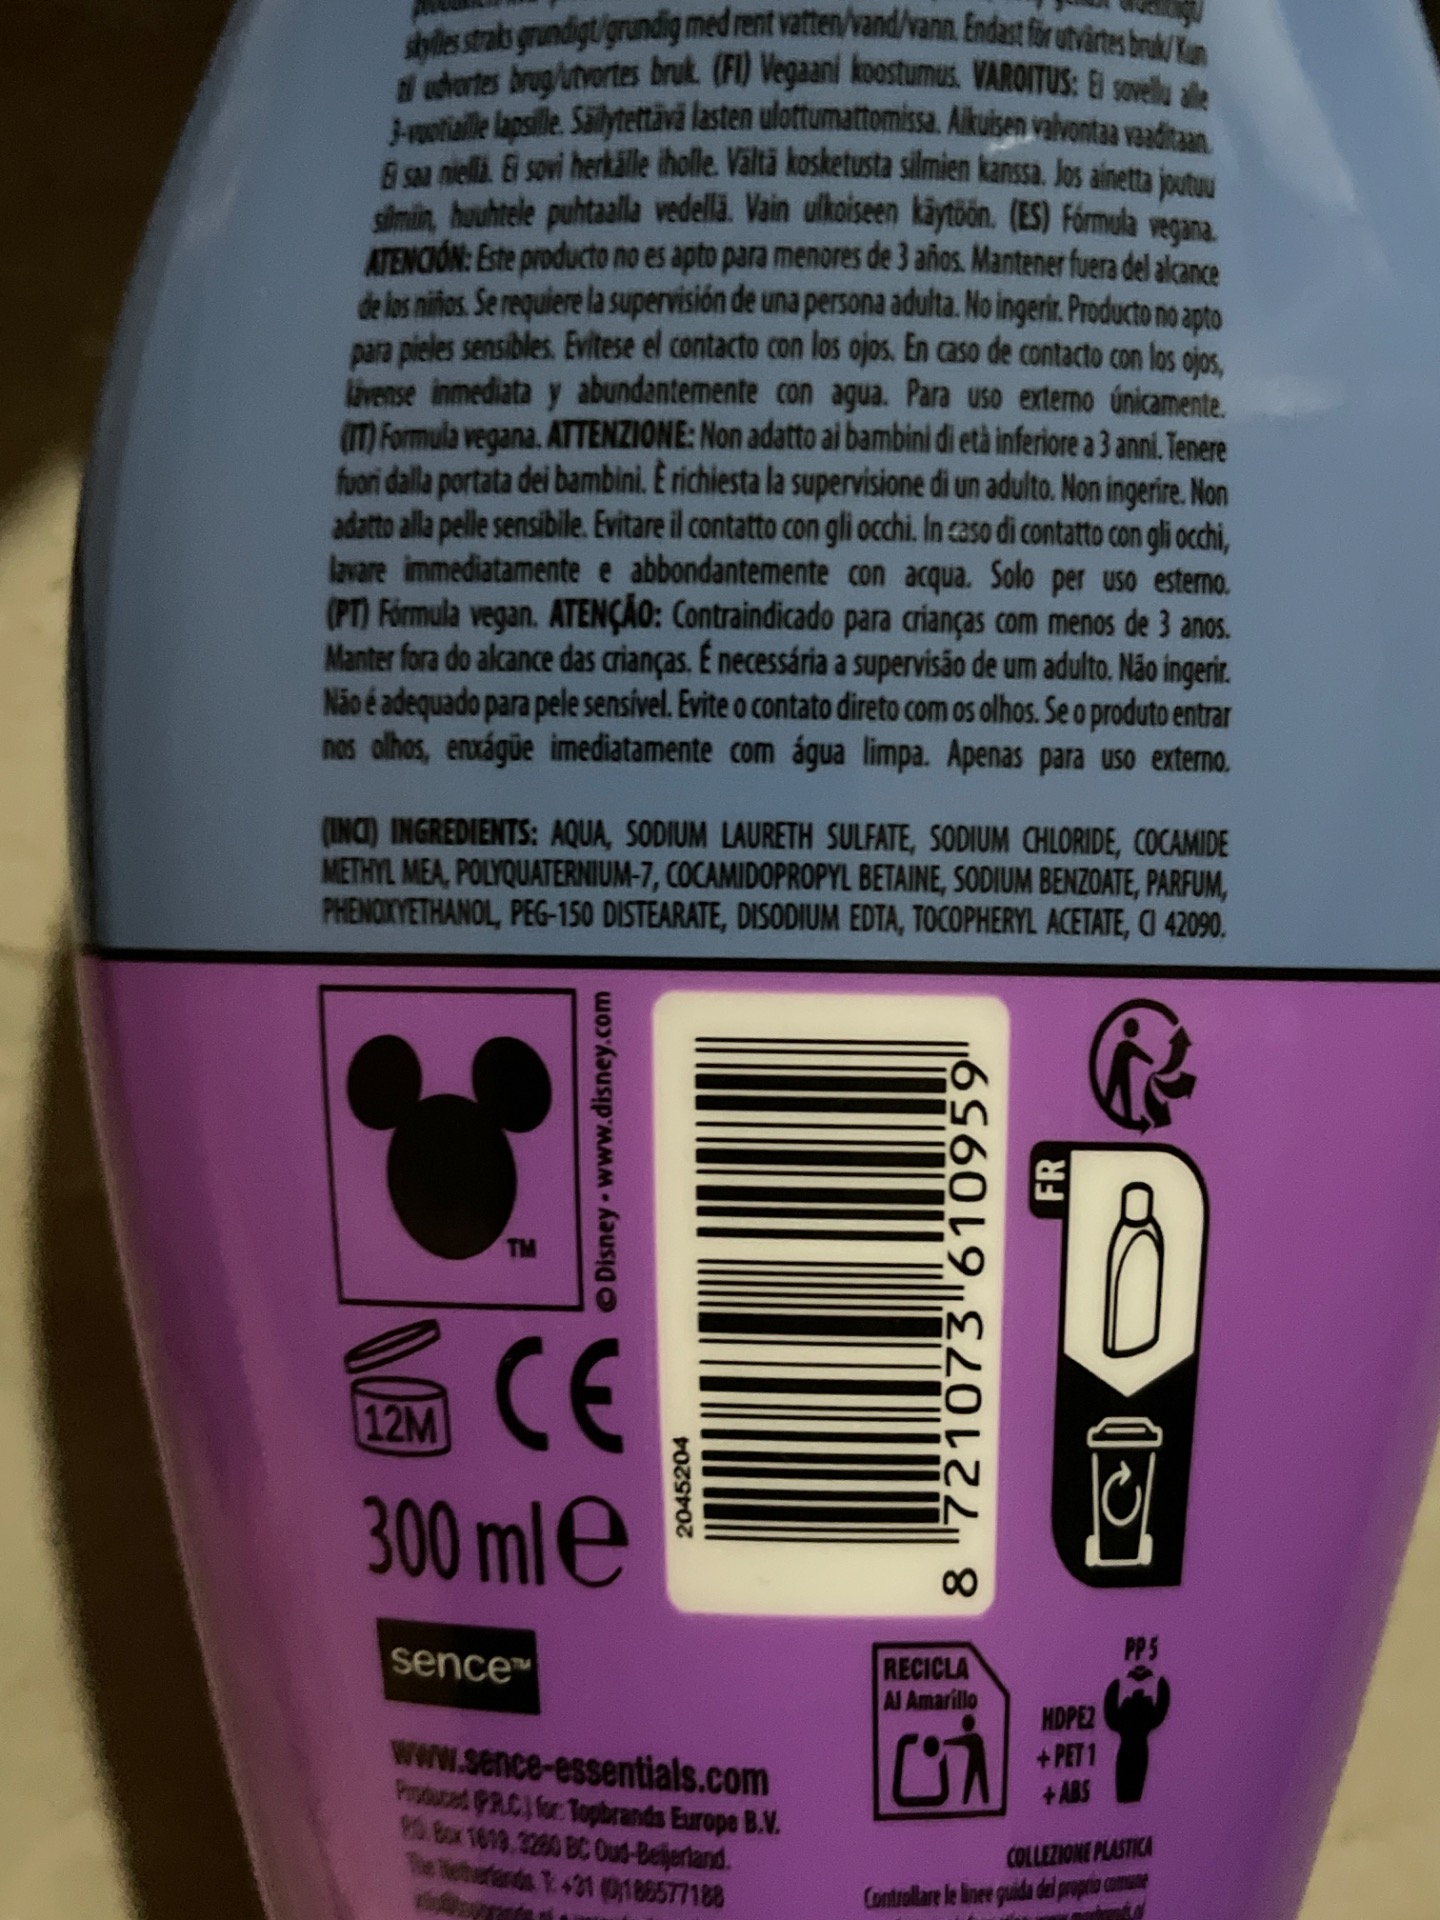 skylles straks grundigt/grundig med rent vatten/vand/vann. Endast för utvärtes bruk/ Kun
til udvortes brug/utvortes bruk. (FI) Vegaani koostumus. VAROITUS: Ei sovellu alle
3-vuotiaille lapsille. Säilytettävä lasten ulottumattomissa. Aikuisen valvontaa vaaditaan.
Ei saa niellä. Ei sovi herkälle iholle. Vältä kosketusta silmien kanssa. Jos ainetta joutuu
silmiin, huuhtele puhtaalla vedellä. Vain ulkoiseen käytöön. (ES) Fórmula vegana.
ATENCIÓN: Este producto no es apto para menores de 3 años. Mantener fuera del alcance
de los niños. Se requiere la supervisión de una persona adulta. No ingerir. Producto no apto
para pieles sensibles. Evítese el contacto con los ojos. En caso de contacto con los ojos,
lávense inmediata y abundantemente con agua. Para uso externo únicamente.
(IT) Formula vegana. ATTENZIONE: Non adatto ai bambini di età inferiore a 3 anni. Tenere
fuori dalla portata dei bambini. È richiesta la supervisione di un adulto. Non ingerire. Non
adatto alla pelle sensibile. Evitare il contatto con gli occhi. In caso di contatto con gli occhi,
lavare immediatamente e abbondantemente con acqua. Solo per uso esterno.
(PT) Fórmula vegan. ATENÇÃO: Contraindicado para crianças com menos de 3 anos.
Manter fora do alcance das crianças. É necessária a supervisão de um adulto. Não ingerir.
Não é adequado para pele sensível. Evite o contato direto com os olhos. Se o produto entrar
nos olhos, enxágüe imediatamente com água limpa. Apenas para uso externo.
(INCI) INGREDIENTS: AQUA, SODIUM LAURETH SULFATE, SODIUM CHLORIDE, COCAMIDE
METHYL MEA, POLYQUATERNIUM-7, COCAMIDOPROPYL BETAINE, SODIUM BENZOATE, PARFUM,
PHENOXYETHANOL, PEG-150 DISTEARATE, DISODIUM EDTA, TOCOPHERYL ACETATE, CI 42090.
TM
© Disney • www.disney.com
12M
CE
300 ml e
2045204
8 721073 610959
FR
sence™
www.sence-essentials.com
Produced (P.R.C.) for: Topbrands Europe B.V.
P.O. Box 1619. 3260 BC Oud-Beijerland.
The Netherlands. T: +31 (0)186577188
RECICLA
Al Amarillo
PP 5
HDPE2
+ PET 1
+ ABS
COLLEZIONE PLASTICA
Controllare le linee guida del proprio comune